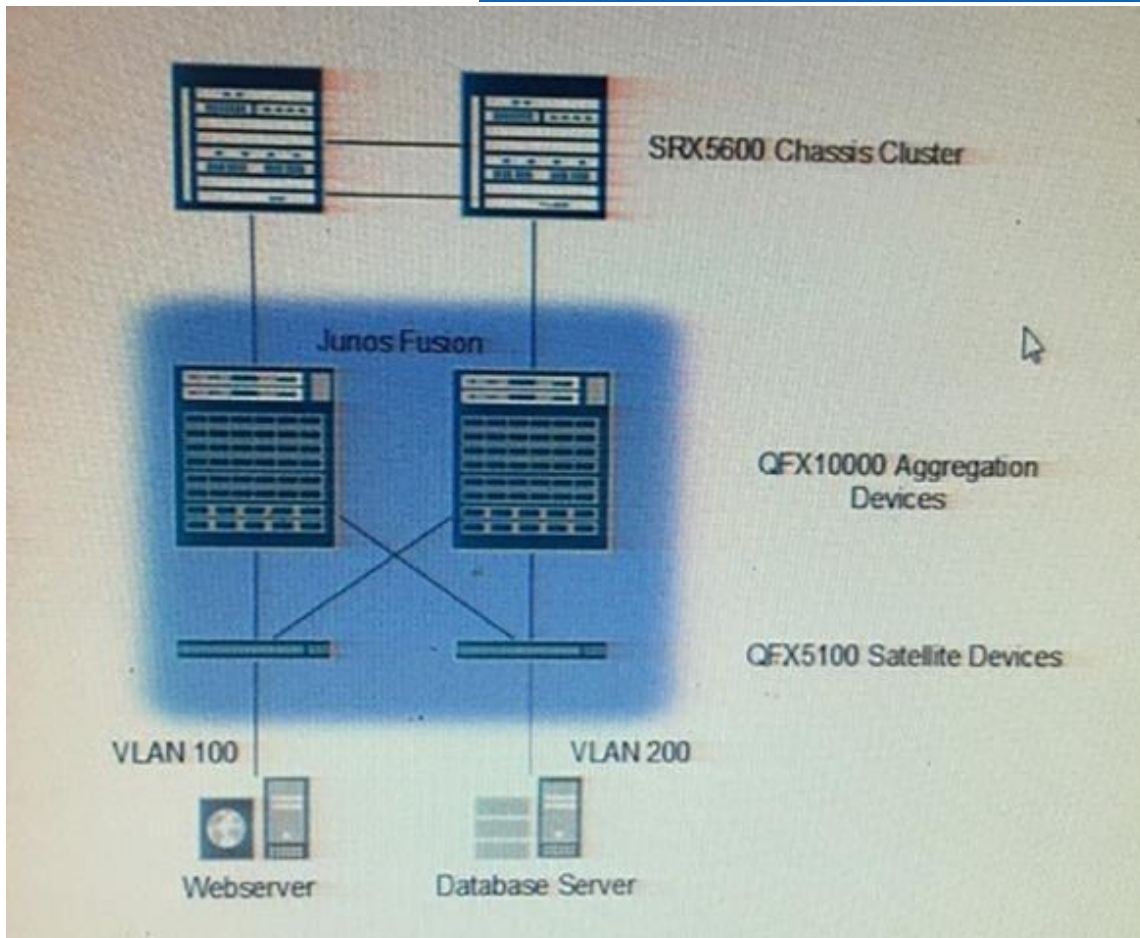 SRX5600 Chassis Cluster
Junos Fusion
QFX10000 Aggregation
Devices
QFX5100 Satellite Devices
VLAN 100
VLAN 200
Webserver
Database Server